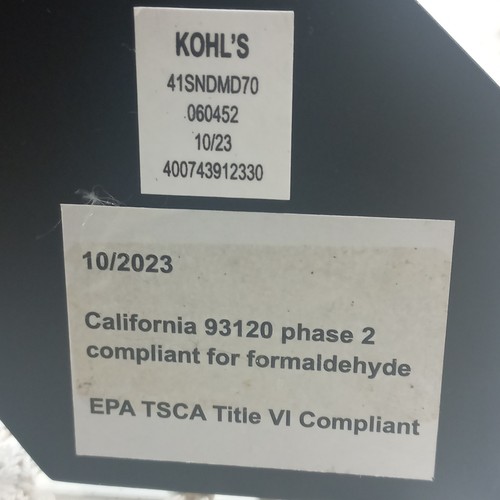 KOHL'S
41SNDMD70
060452
10/23
400743912330
10/2023
California 93120 phase 2
compliant for formaldehyde
EPA TSCA Title VI Compliant